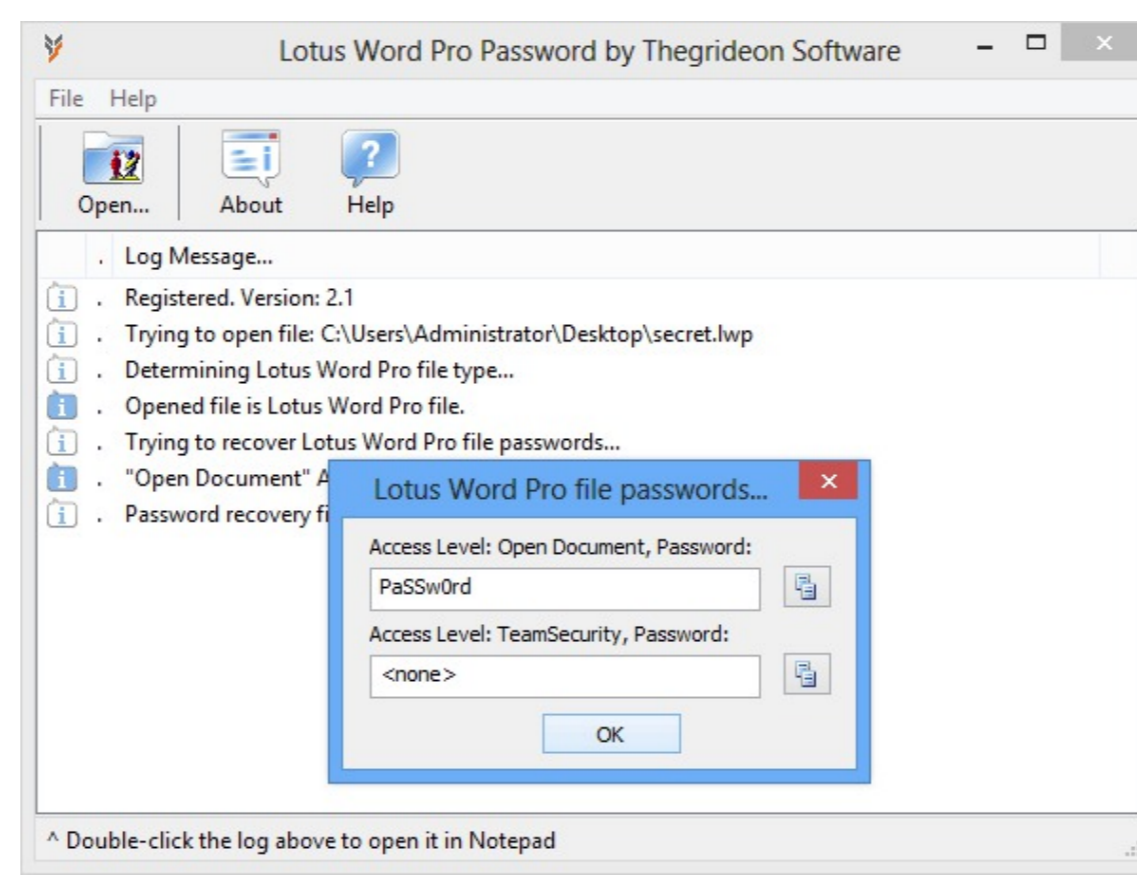 Lotus Word Pro Password by Thegrideon Software
File Help
Open... About Help
. Log Message...
. Registered. Version: 2.1
. Trying to open file: C:\Users\Administrator\Desktop\secret.lwp
. Determining Lotus Word Pro file type...
. Opened file is Lotus Word Pro file.
. Trying to recover Lotus Word Pro file passwords...
. "Open Document"
. Password recovery
Lotus Word Pro file passwords...
Access Level: Open Document, Password:
PaSSw0rd
Access Level: TeamSecurity, Password:
<none>
OK
^ Double-click the log above to open it in Notepad